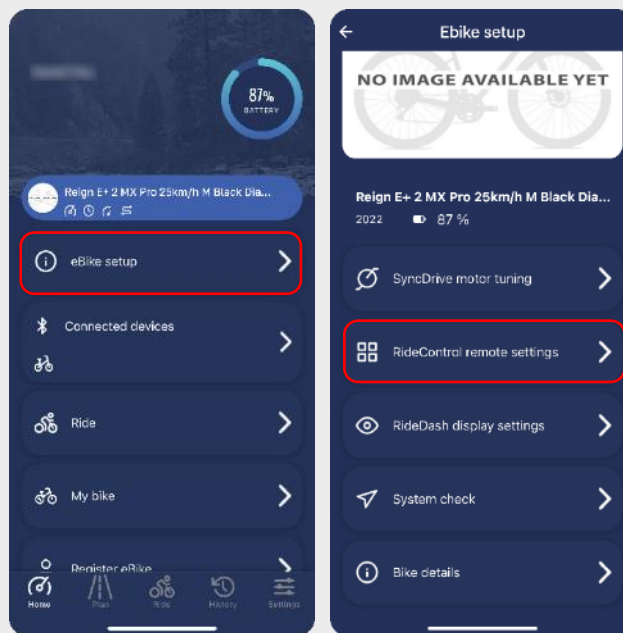 87%
BATTERY
Reign E+ 2 MX Pro 25km/h M Black Dia...
eBike setup
Connected devices
Ride
My bike
Register eBike
Home
Plan
Ride
History
Settings
Ebike setup
NO IMAGE AVAILABLE YET
Reign E+ 2 MX Pro 25km/h M Black Dia...
2022 87 %
SyncDrive motor tuning
RideControl remote settings
RideDash display settings
System check
Bike details